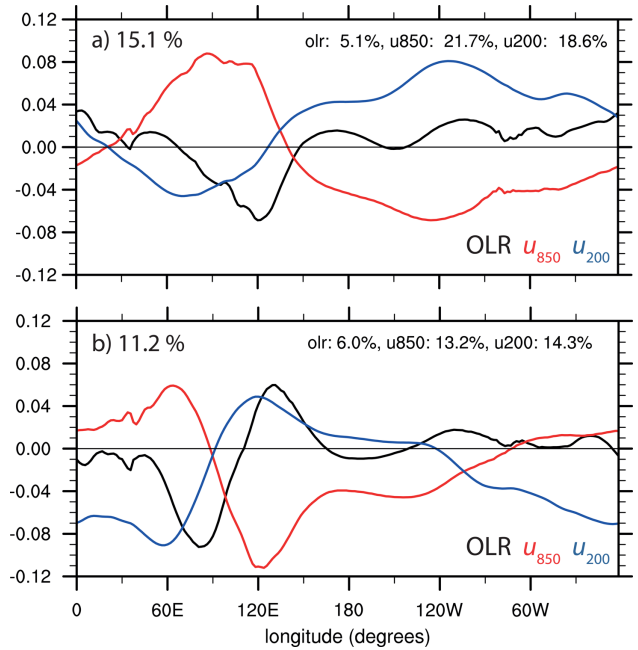 0.12
a) 15.1 %
olr: 5.1%, u850: 21.7%, u200: 18.6%
0.08
0.04
0.00
-0.04
-0.08
OLR u850 u200
-0.12
0.12
b) 11.2 %
olr: 6.0%, u850: 13.2%, u200: 14.3%
0.08
0.04
0.00
-0.04
-0.08
OLR u850 u200
-0.12
0 60E 120E 180 120W 60W
longitude (degrees)